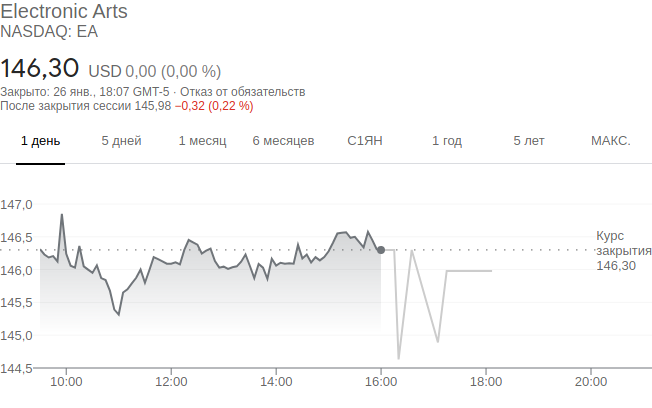 Electronic Arts
NASDAQ: EA
146,30 USD 0,00 (0,00 %)
Закрыто: 26 янв., 18:07 GMT-5 · Отказ от обязательств
После закрытия сессии 145,98 −0,32 (0,22 %)
1 день 5 дней 1 месяц 6 месяцев С1ЯН 1 год 5 лет МАКС.
147,0
146,5
146,0
145,5
145,0
144,5
Курс
закрытия
146,30
10:00 12:00 14:00 16:00 18:00 20:00